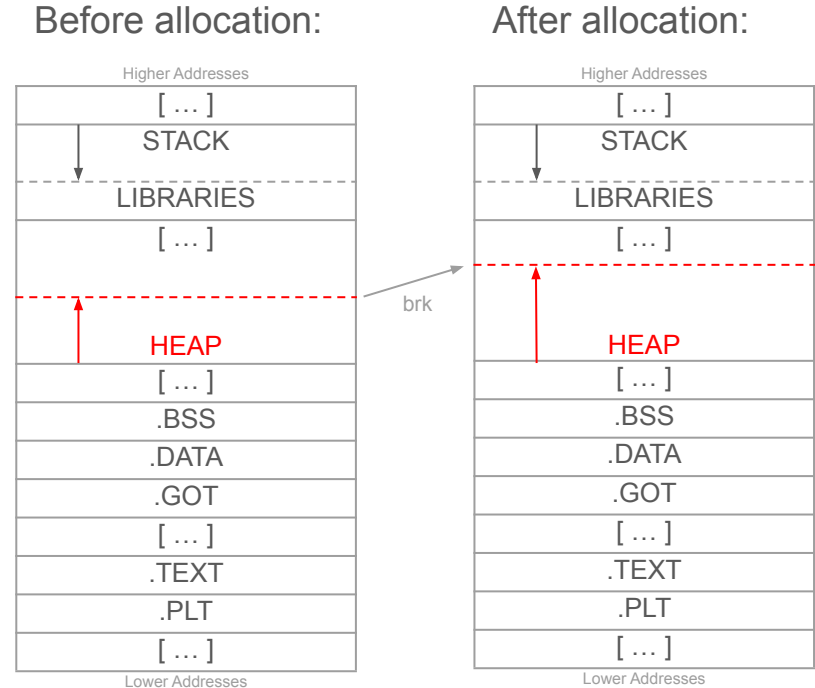 Before allocation:
Higher Addresses
[ … ]
STACK
LIBRARIES
[ … ]
HEAP
[ … ]
.BSS
.DATA
.GOT
[ … ]
.TEXT
.PLT
[ … ]
Lower Addresses
brk
After allocation:
Higher Addresses
[ … ]
STACK
LIBRARIES
[ … ]
HEAP
[ … ]
.BSS
.DATA
.GOT
[ … ]
.TEXT
.PLT
[ … ]
Lower Addresses